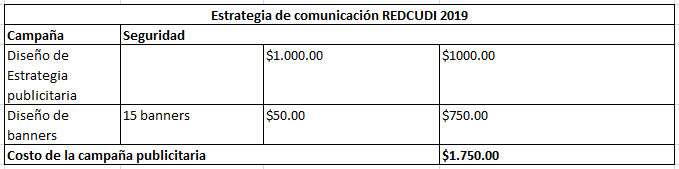 Estrategia de comunicación REDCUDI 2019
Campaña Seguridad
Diseño de $1.000.00 $1000.00
Estrategia
publicitaria
Diseño de 15 banners $50.00 $750.00
banners
Costo de la campaña publicitaria $1.750.00